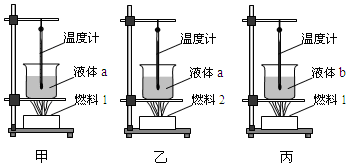 温度计
液体 a
燃料 1
甲
温度计
液体 a
燃料 2
乙
温度计
液体 b
燃料 1
丙